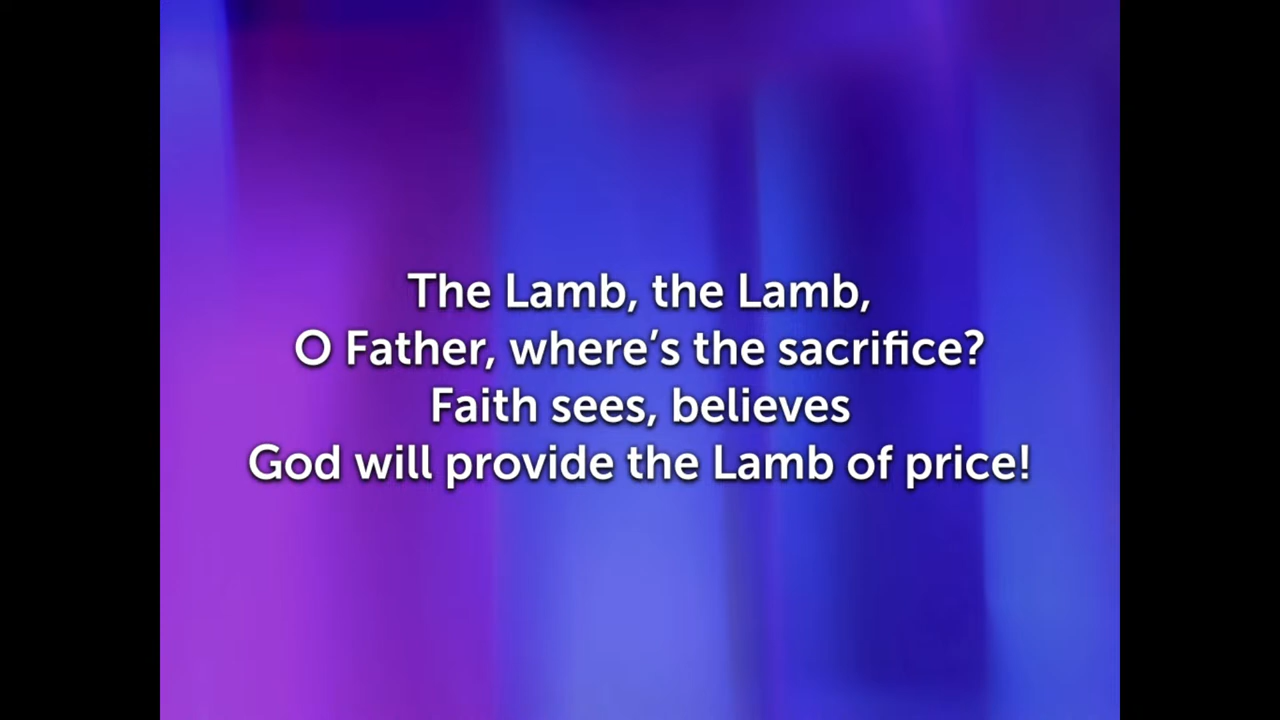 The Lamb, the Lamb,
O Father, where’s the sacrifice?
Faith sees, believes
God will provide the Lamb of price!